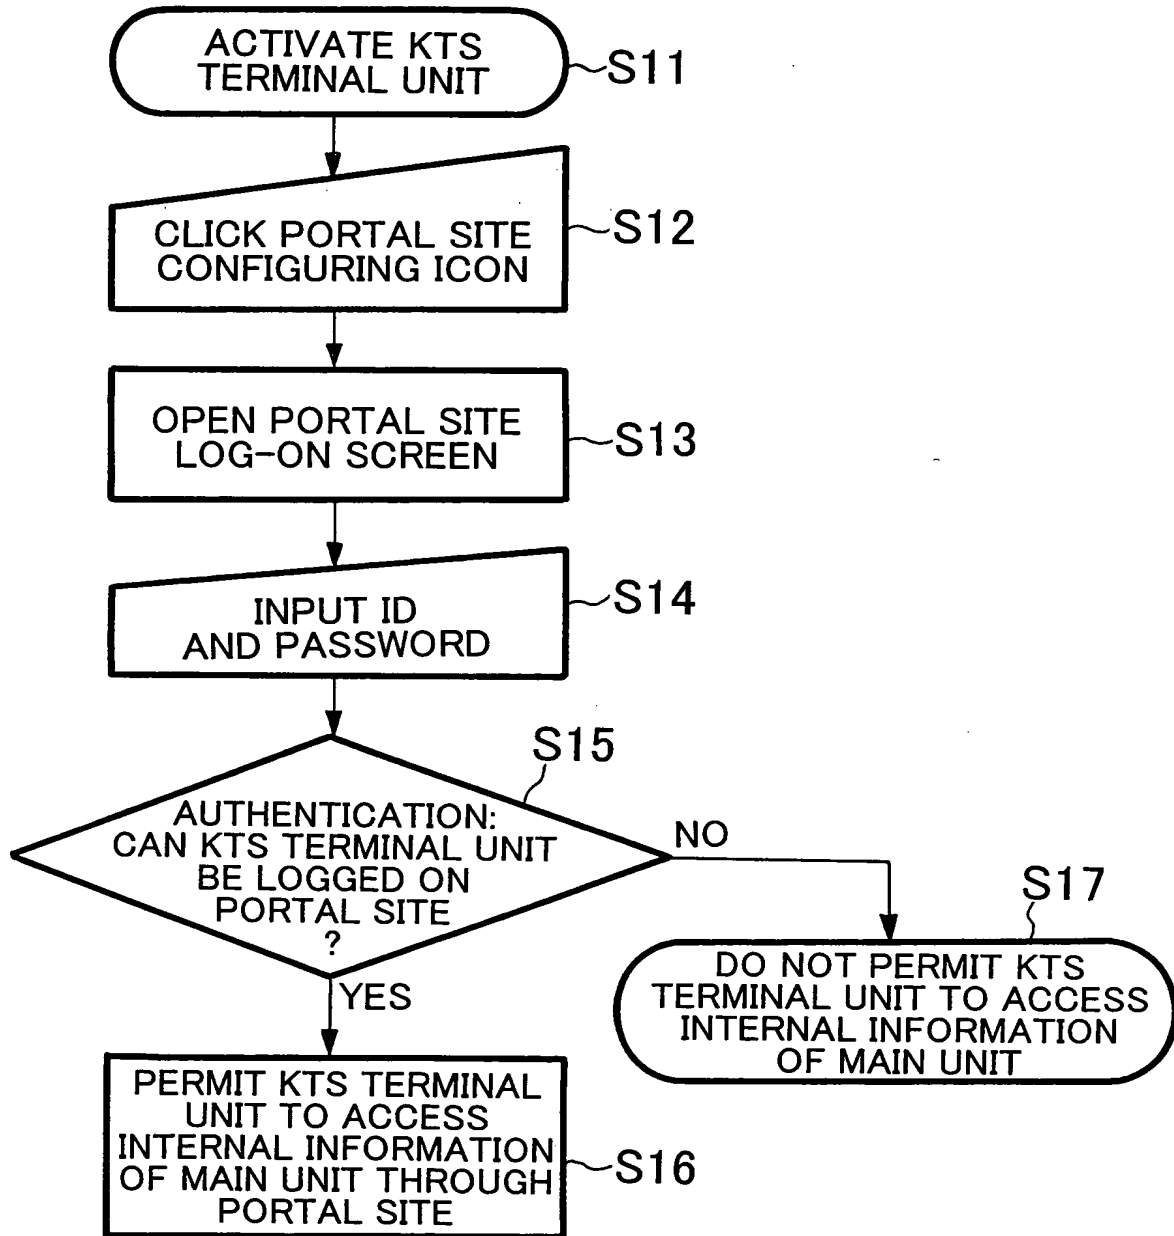 ACTIVATE KTS
TERMINAL UNIT
S11
CLICK PORTAL SITE
CONFIGURING ICON
S12
OPEN PORTAL SITE
LOG-ON SCREEN
S13
INPUT ID
AND PASSWORD
S14
S15
AUTHENTICATION:
CAN KTS TERMINAL UNIT
BE LOGGED ON
PORTAL SITE
?
NO
YES
S17
DO NOT PERMIT KTS
TERMINAL UNIT TO ACCESS
INTERNAL INFORMATION
OF MAIN UNIT
PERMIT KTS TERMINAL
UNIT TO ACCESS
INTERNAL INFORMATION
OF MAIN UNIT THROUGH
PORTAL SITE
S16